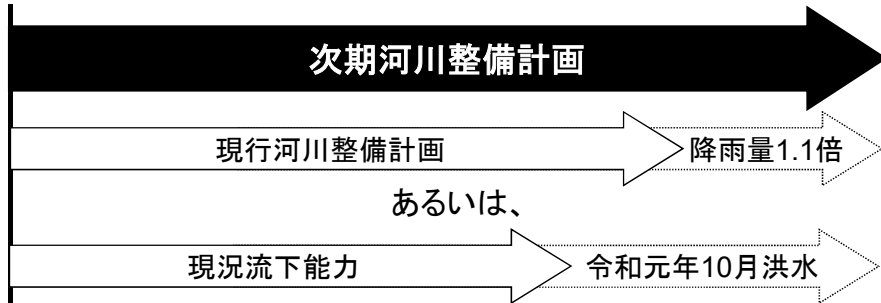 次期河川整備計画
現行河川整備計画 降雨量1.1倍
あるいは、
現況流下能力 令和元年10月洪水